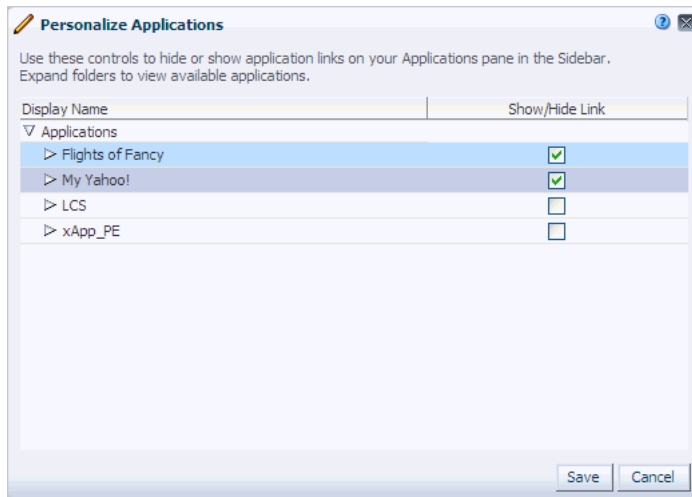 Personalize Applications
Use these controls to hide or show application links on your Applications pane in the Sidebar.
Expand folders to view available applications.
Display Name Show/Hide Link
Applications
Flights of Fancy
My Yahoo!
LCS
xApp_PE
Save Cancel